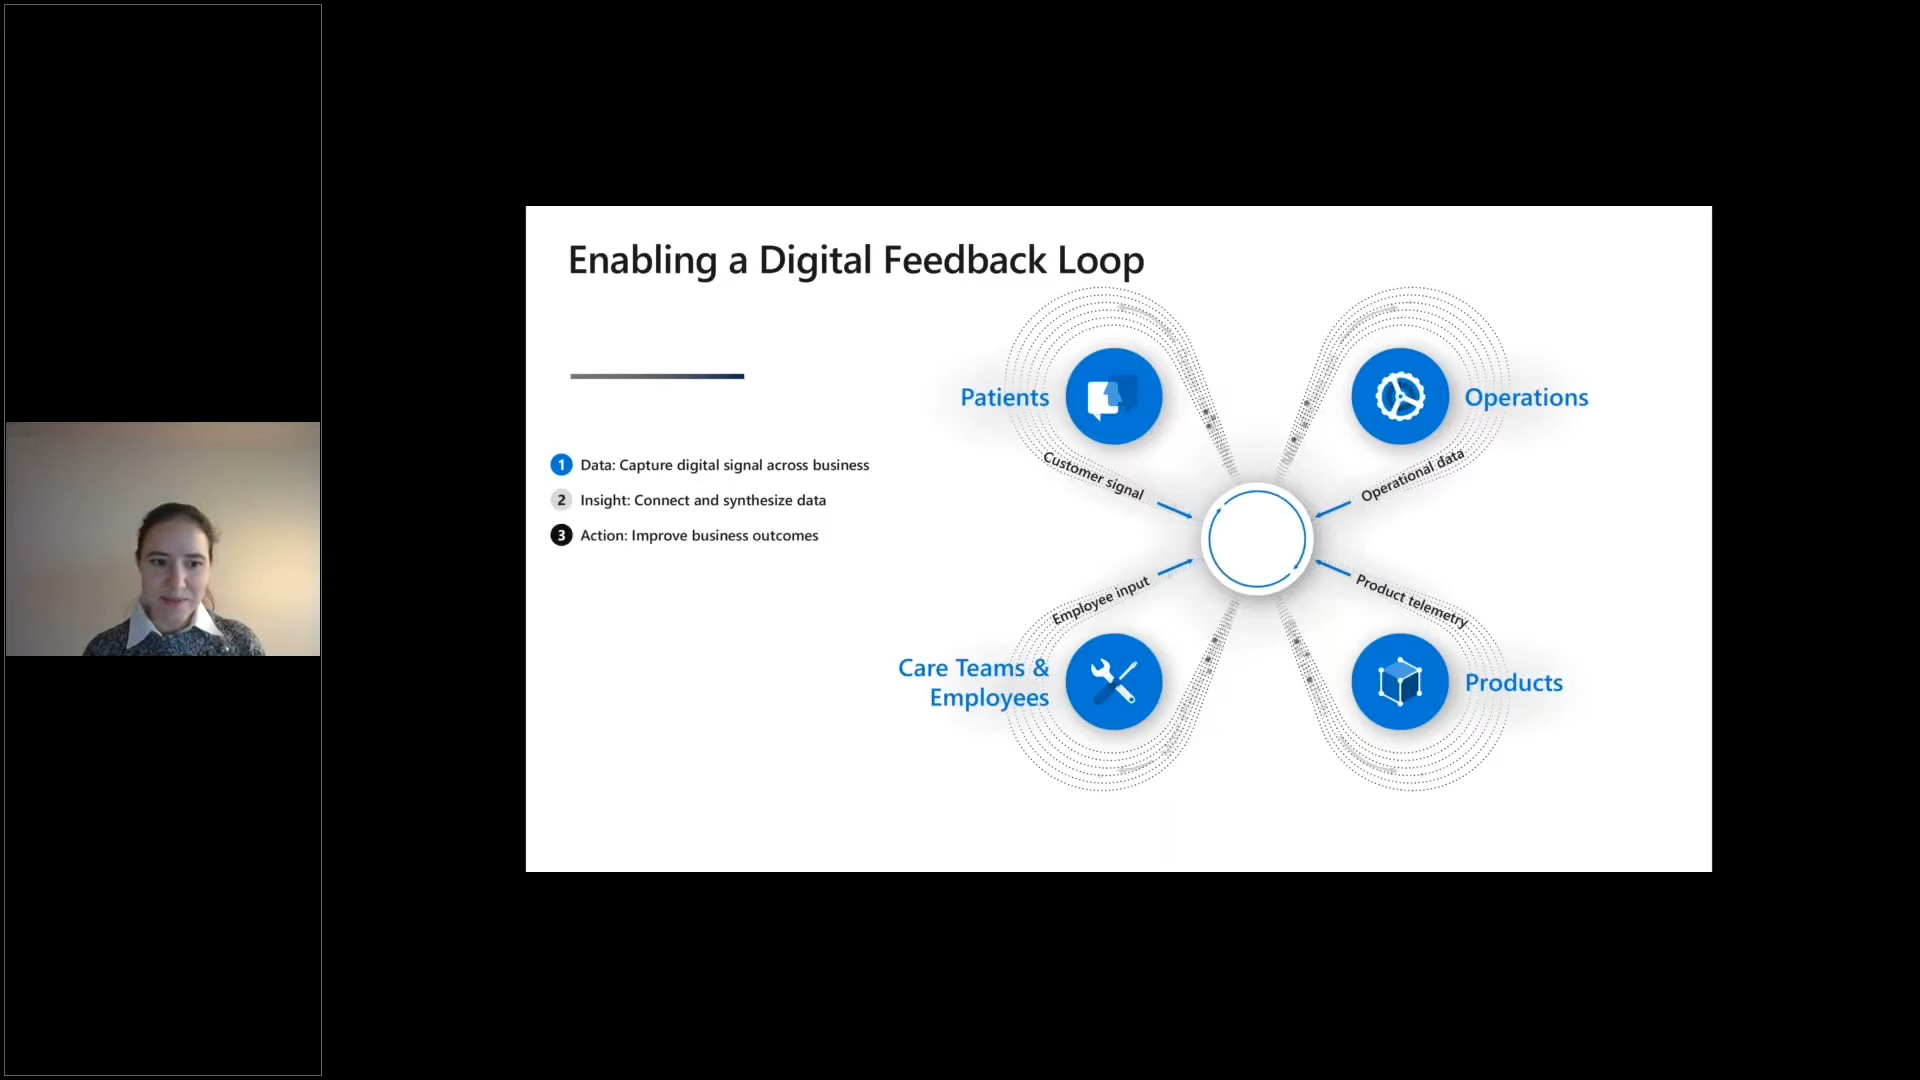 Enabling a Digital Feedback Loop
1 Data: Capture digital signal across business
2 Insight: Connect and synthesize data
3 Action: Improve business outcomes
Patients
Operations
Customer signal
Operational data
Employee input
Product telemetry
Care Teams &
Employees
Products